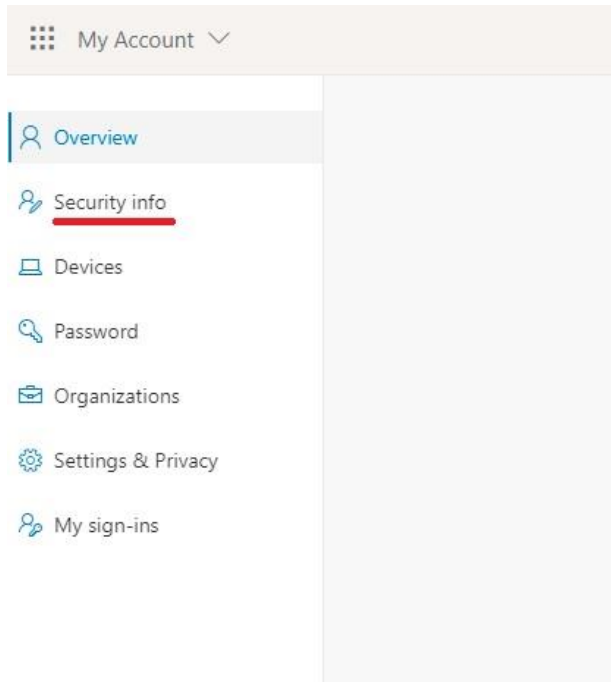 My Account
Overview
Security info
Devices
Password
Organizations
Settings & Privacy
My sign-ins